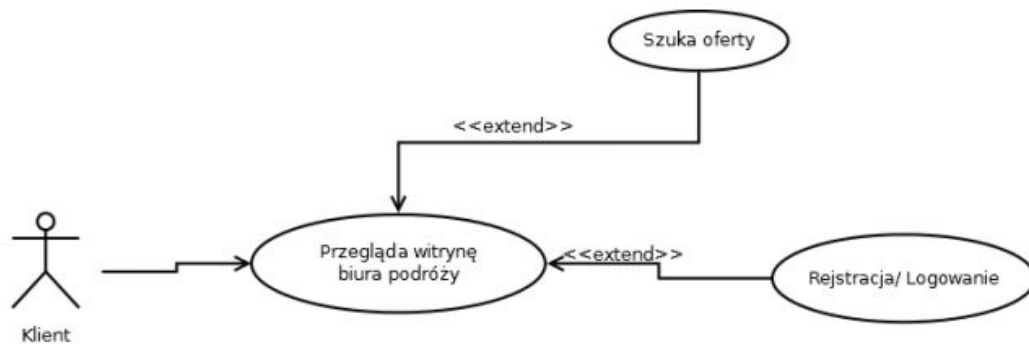 Szuka oferty
<<extend>>
Przegląda witrynę
biura podróży
<<extend>>
Rejstracja/ Logowanie
Klient